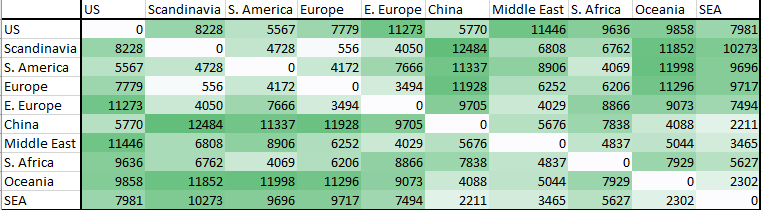 US Scandinavia S. America Europe E. Europe China Middle East S. Africa Oceania SEA
US 0 8228 5567 7779 11273 5770 11446 9636 9858 7981
Scandinavia 8228 0 4728 556 4050 12484 6808 6762 11852 10273
S. America 5567 4728 0 4172 7666 11337 8906 4069 11998 9696
Europe 7779 556 4172 0 3494 11928 6252 6206 11296 9717
E. Europe 11273 4050 7666 3494 0 9705 4029 8866 9073 7494
China 5770 12484 11337 11928 9705 0 5676 7838 4088 2211
Middle East 11446 6808 8906 6252 4029 5676 0 4837 5044 3465
S. Africa 9636 6762 4069 6206 8866 7838 4837 0 7929 5627
Oceania 9858 11852 11998 11296 9073 4088 5044 7929 0 2302
SEA 7981 10273 9696 9717 7494 2211 3465 5627 2302 0